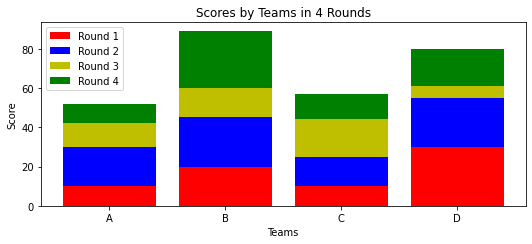 Scores by Teams in 4 Rounds
Round 1
Round 2
Round 3
Round 4
Score
80
60
40
20
0
A B C D
Teams